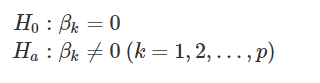 H₀ : βₖ = 0
Hₐ : βₖ ≠ 0 (k = 1, 2, . . . , p)